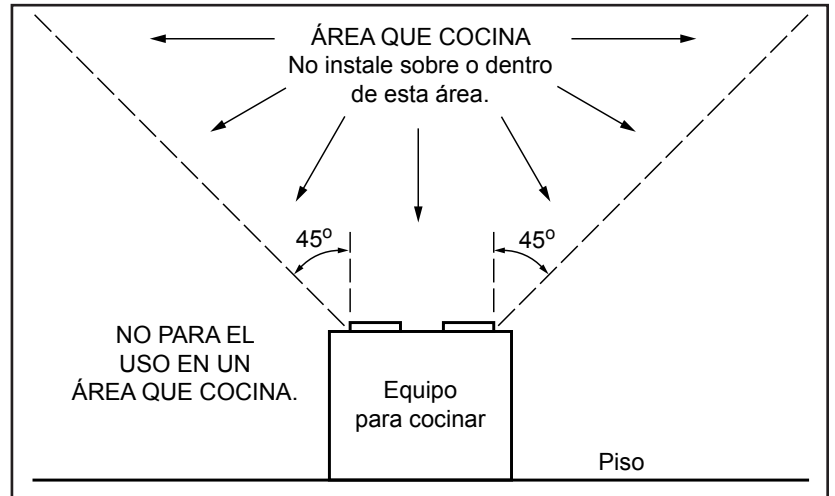 ÁREA QUE COCINA
No instale sobre o dentro
de esta área.
45º
45º
NO PARA EL
USO EN UN
ÁREA QUE COCINA.
Equipo
para cocinar
Piso